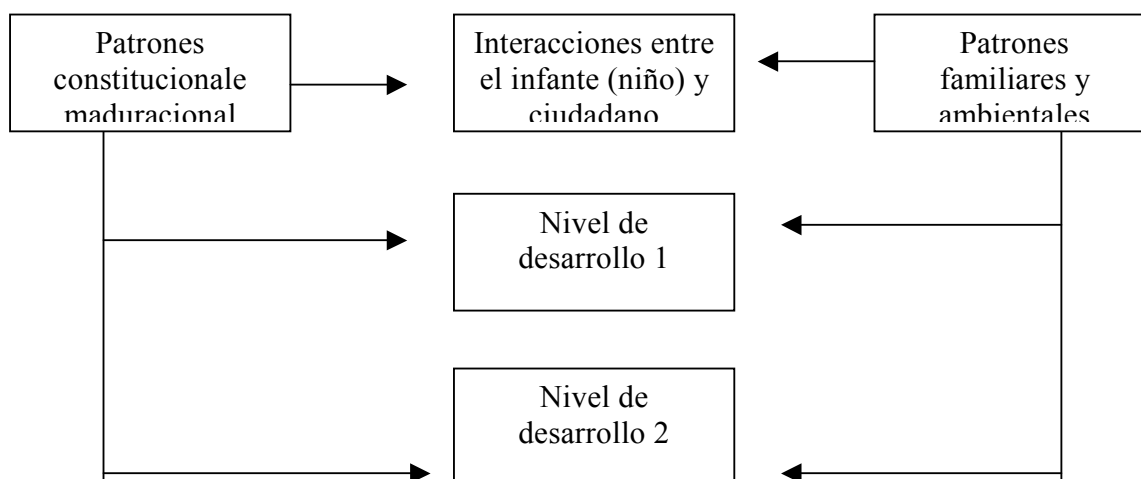 Patrones
constitucionale
maduracional
Interacciones entre
el infante (niño) y
ciudadano
Patrones
familiares y
ambientales
Nivel de
desarrollo 1
Nivel de
desarrollo 2